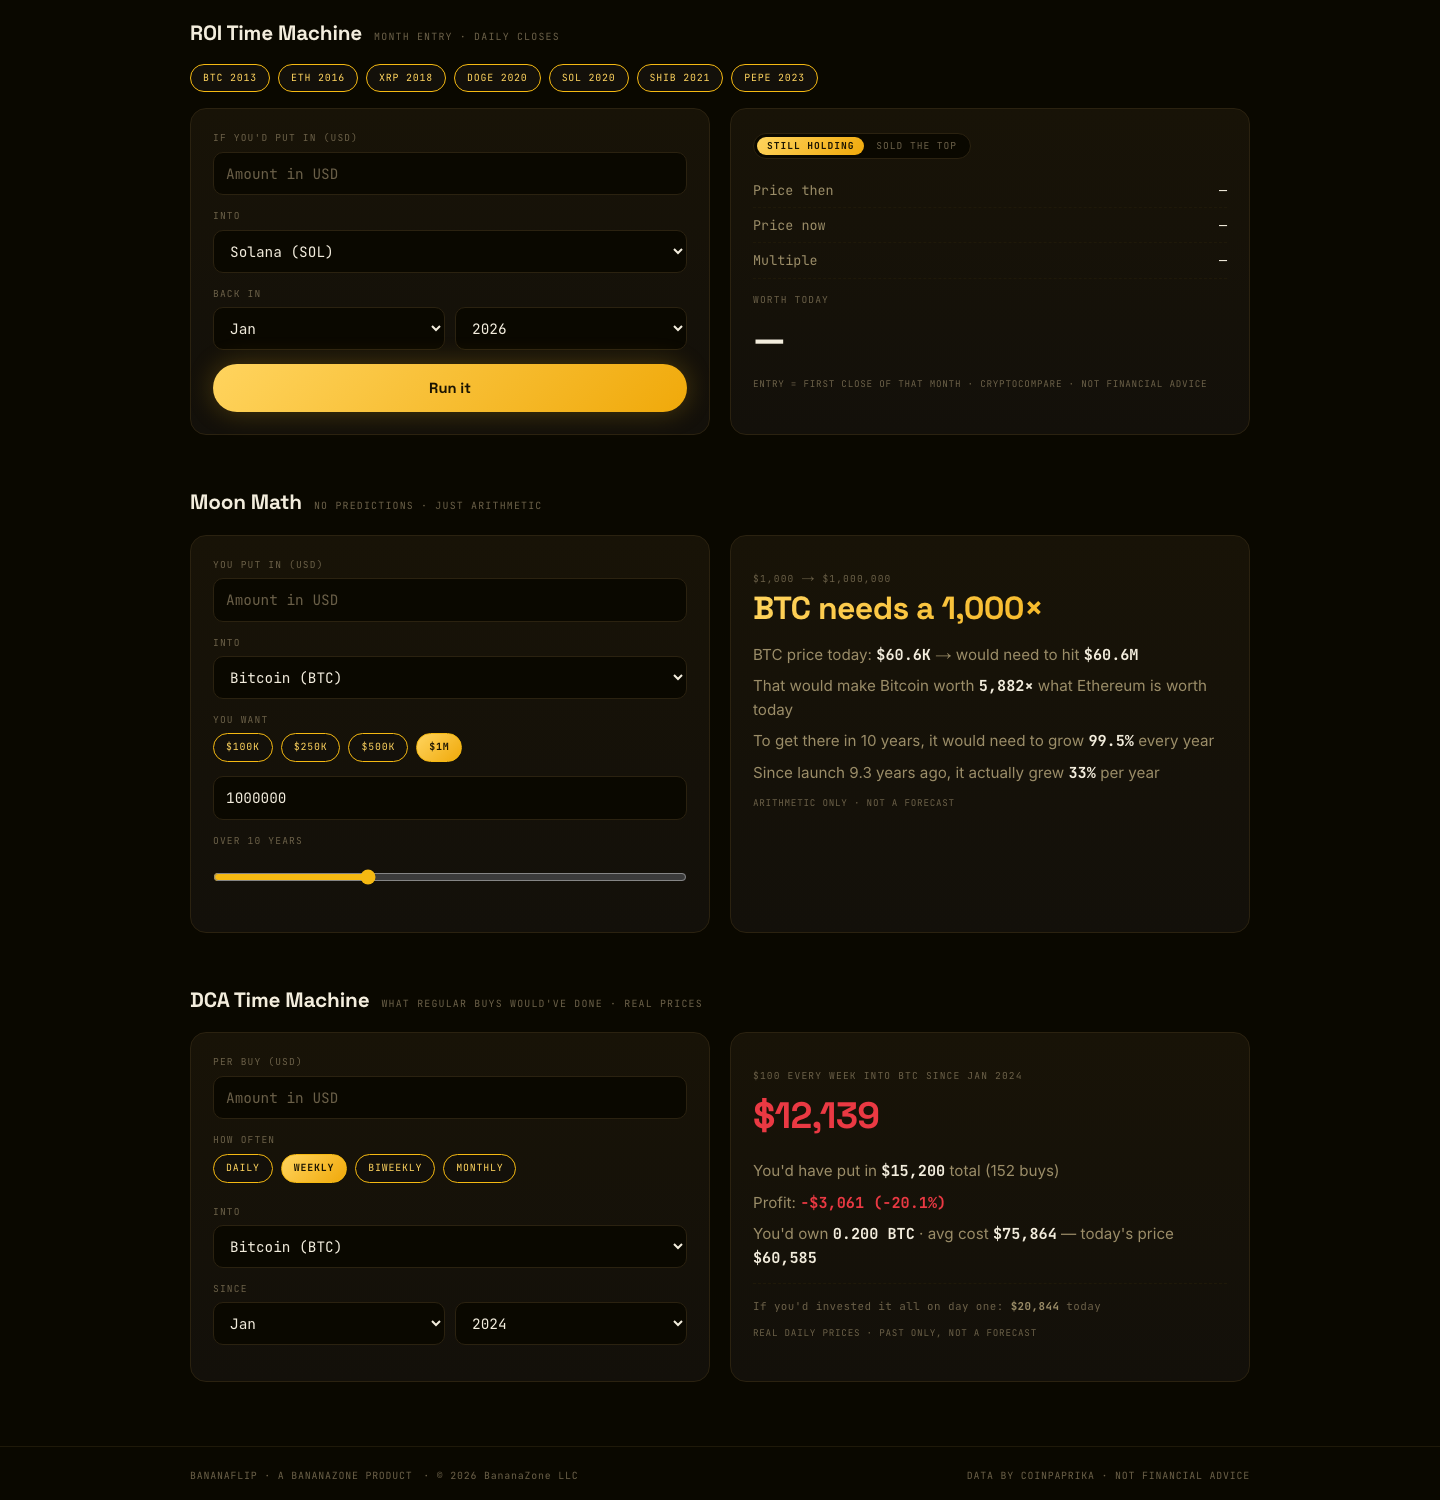 ROI Time Machine MONTH ENTRY · DAILY CLOSES
BTC 2013 ETH 2016 XRP 2018 DOGE 2020 SOL 2020 SHIB 2021 PEPE 2023
IF YOU'D PUT IN (USD)
Amount in USD
INTO
Solana (SOL)
BACK IN
Jan 2026
Run it
STILL HOLDING SOLD THE TOP
Price then —
Price now —
Multiple —
WORTH TODAY
—
ENTRY = FIRST CLOSE OF THAT MONTH · CRYPTOCOMPARE · NOT FINANCIAL ADVICE
Moon Math NO PREDICTIONS · JUST ARITHMETIC
YOU PUT IN (USD)
Amount in USD
INTO
Bitcoin (BTC)
YOU WANT
$100K $250K $500K $1M
1000000
OVER 10 YEARS
$1,000 → $1,000,000
BTC needs a 1,000×
BTC price today: $60.6K → would need to hit $60.6M
That would make Bitcoin worth 5,882× what Ethereum is worth
today
To get there in 10 years, it would need to grow 99.5% every year
Since launch 9.3 years ago, it actually grew 33% per year
ARITHMETIC ONLY · NOT A FORECAST
DCA Time Machine WHAT REGULAR BUYS WOULD'VE DONE · REAL PRICES
PER BUY (USD)
Amount in USD
HOW OFTEN
DAILY WEEKLY BIWEEKLY MONTHLY
INTO
Bitcoin (BTC)
SINCE
Jan 2024
$100 EVERY WEEK INTO BTC SINCE JAN 2024
$12,139
You'd have put in $15,200 total (152 buys)
Profit: -$3,061 (-20.1%)
You'd own 0.200 BTC · avg cost $75,864 — today's price
$60,585
If you'd invested it all on day one: $20,844 today
REAL DAILY PRICES · PAST ONLY, NOT A FORECAST
BANANAFLIP · A BANANAZONE PRODUCT · © 2026 BananaZone LLC
DATA BY COINPAPRIKA · NOT FINANCIAL ADVICE